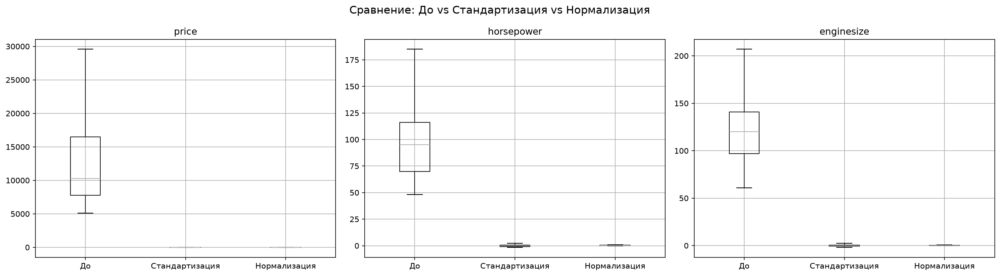 Сравнение: До vs Стандартизация vs Нормализация
price
30000
25000
20000
15000
10000
5000
0
До Стандартизация Нормализация
horsepower
175
150
125
100
75
50
25
0
До Стандартизация Нормализация
enginesize
200
150
100
50
0
До Стандартизация Нормализация